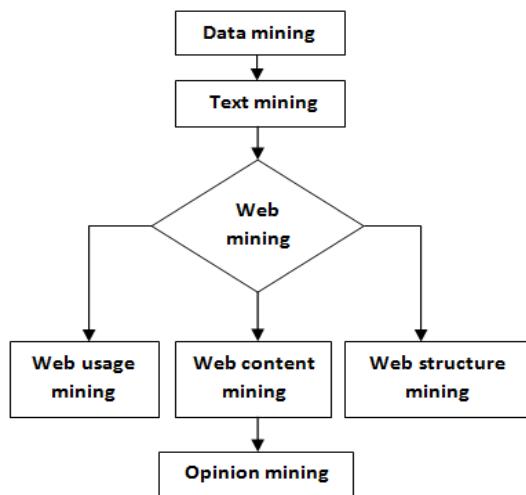 Data mining
Text mining
Web
mining
Web usage
mining
Web content
mining
Web structure
mining
Opinion mining